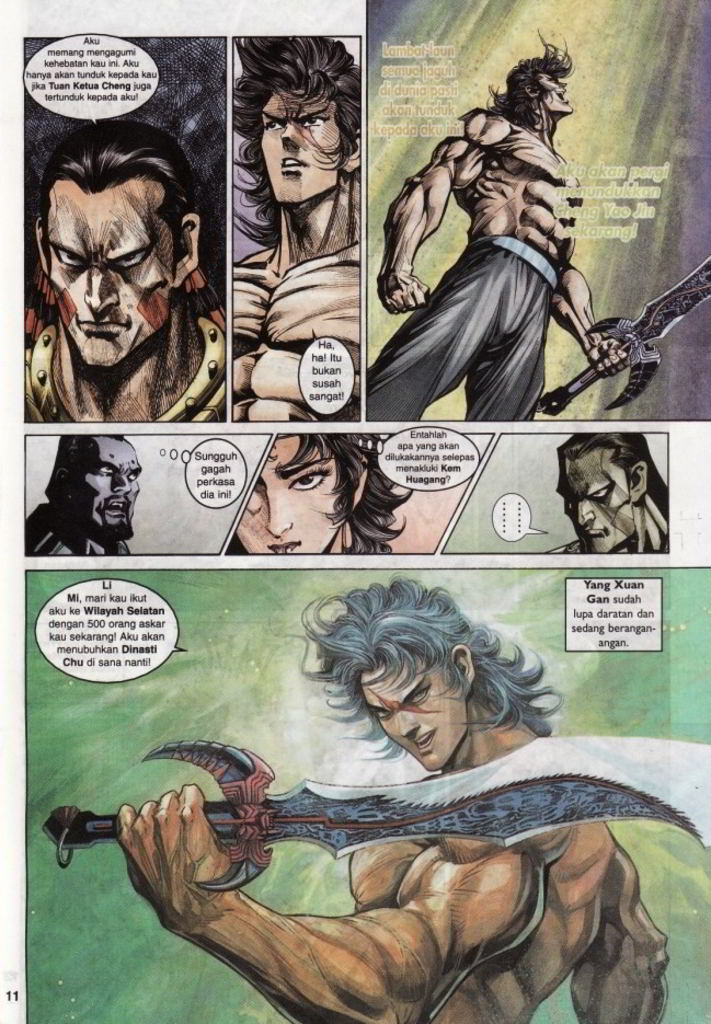 Aku
memang mengagumi
kehebatan kau ini. Aku
hanya akan tunduk kepada kau
jika Tuan Ketua Cheng juga
tertunduk kepada aku!
Ha,
ha! Itu
bukan
susah
sangat!
Lambat-laun
semua jaguh
di dunia pasti
akan tunduk
kepada aku ini.
Aku akan pergi
menundukkan
Cheng Yao Jin
sekarang!
Sungguh
gagah
perkasa
dia ini!
Entahlah
apa yang akan
dilakukannya selepas
menakluki Kem
Huagang?
Li
Mi, mari kau ikut
aku ke Wilayah Selatan
dengan 500 orang askar
kau sekarang! Aku akan
menubuhkan Dinasti
Chu di sana nanti!
Yang Xuan
Gan sudah
lupa daratan dan
sedang berangan-
angan.
11